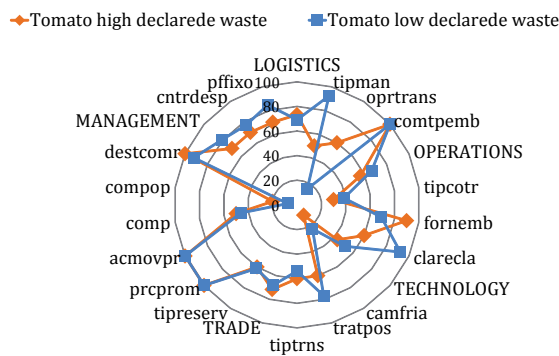 Tomato high declarede waste Tomato low declarede waste
LOGISTICS
pffixo 100 tipman
cntrdesp 80 oprtrans
MANAGEMENT 60 comtpemb
destcomr 40 OPERATIONS
compop 20 tipcotr
0
comp fornemb
acmovpr clarecla
prcprom TECHNOLOGY
tipreserv camfria
TRADE tratpos
tiptrns